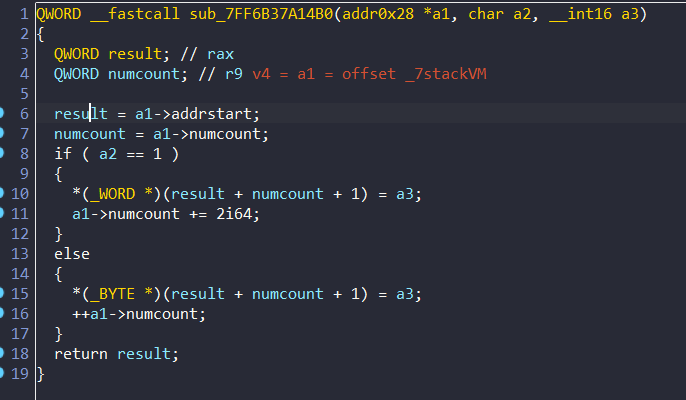 1 QWORD __fastcall sub_7FF6B37A14B0(addr0x28 *a1, char a2, __int16 a3)
2 {
3 QWORD result; // rax
4 QWORD numcount; // r9 v4 = a1 = offset _7stackVM
5
6 result = a1->addrstart;
7 numcount = a1->numcount;
8 if ( a2 == 1 )
9 {
10 *(_WORD *)(result + numcount + 1) = a3;
11 a1->numcount += 2i64;
12 }
13 else
14 {
15 *(_BYTE *)(result + numcount + 1) = a3;
16 ++a1->numcount;
17 }
18 return result;
19 }